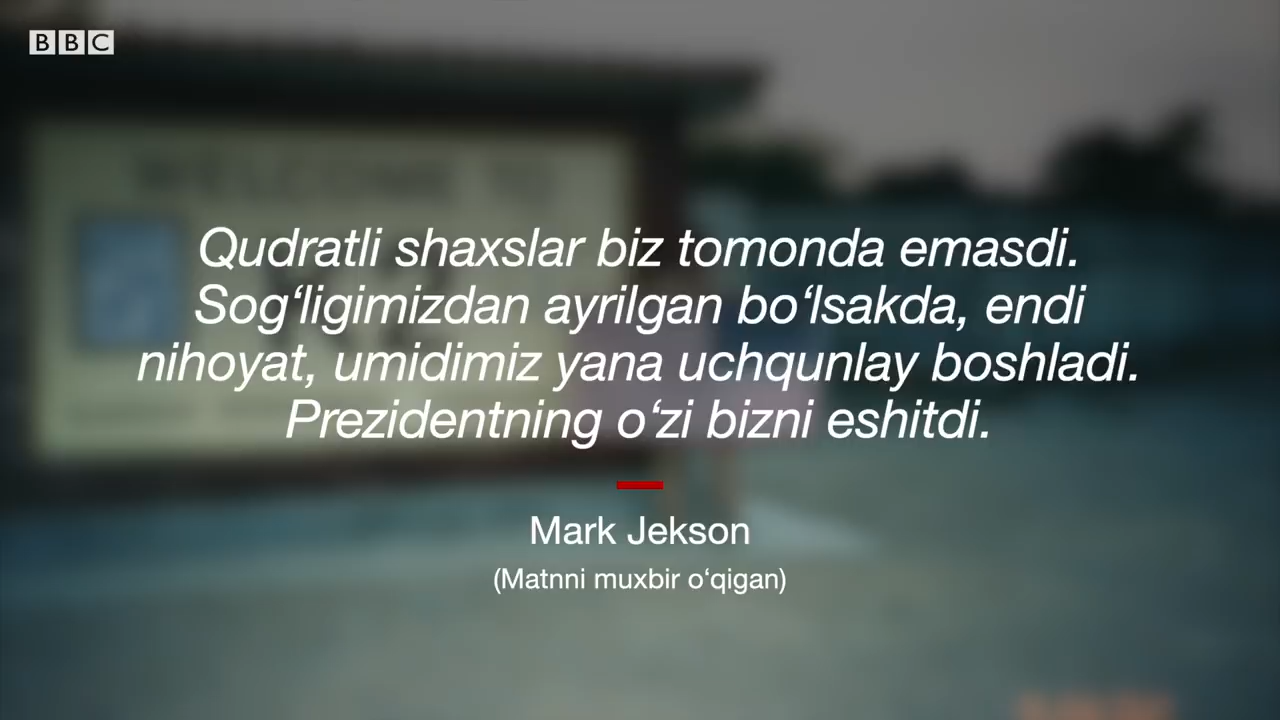 BBC
Qudratli shaxslar biz tomonda emasdi.
Sog‘ligimizdan ayrilgan bo‘lsakda, endi
nihoyat, umidimiz yana uchqunlay boshladi.
Prezidentning o‘zi bizni eshitdi.
Mark Jekson
(Matnni muxbir o‘qigan)